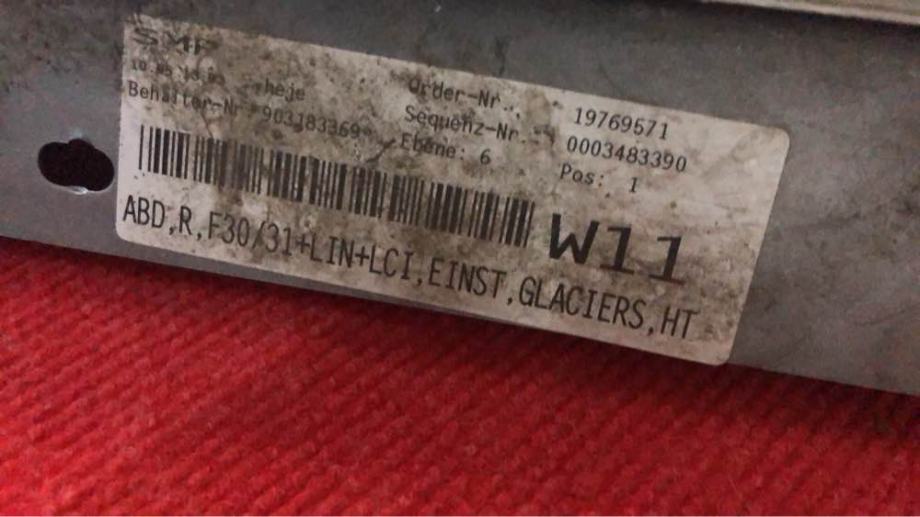 SMP
heje Order-Nr.: 19769571
Behälter-Nr 903183369 Sequenz-Nr. 0003483390
Ebene: 6 Pos: 1
W11
ABD,R,F30/31+LIN+LCI,EINST,GLACIERS,HT